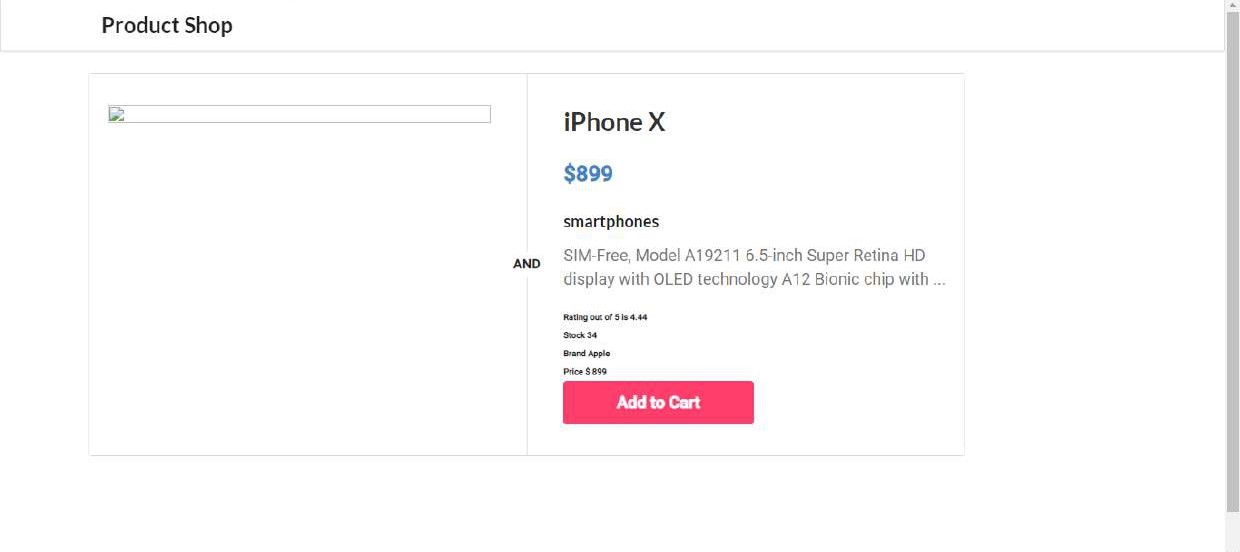 Product Shop
iPhone X
$899
smartphones
AND
SIM-Free, Model A19211 6.5-inch Super Retina HD
display with OLED technology A12 Bionic chip with ...
Rating out of 5 is 4.44
Stock 34
Brand Apple
Price $ 899
Add to Cart